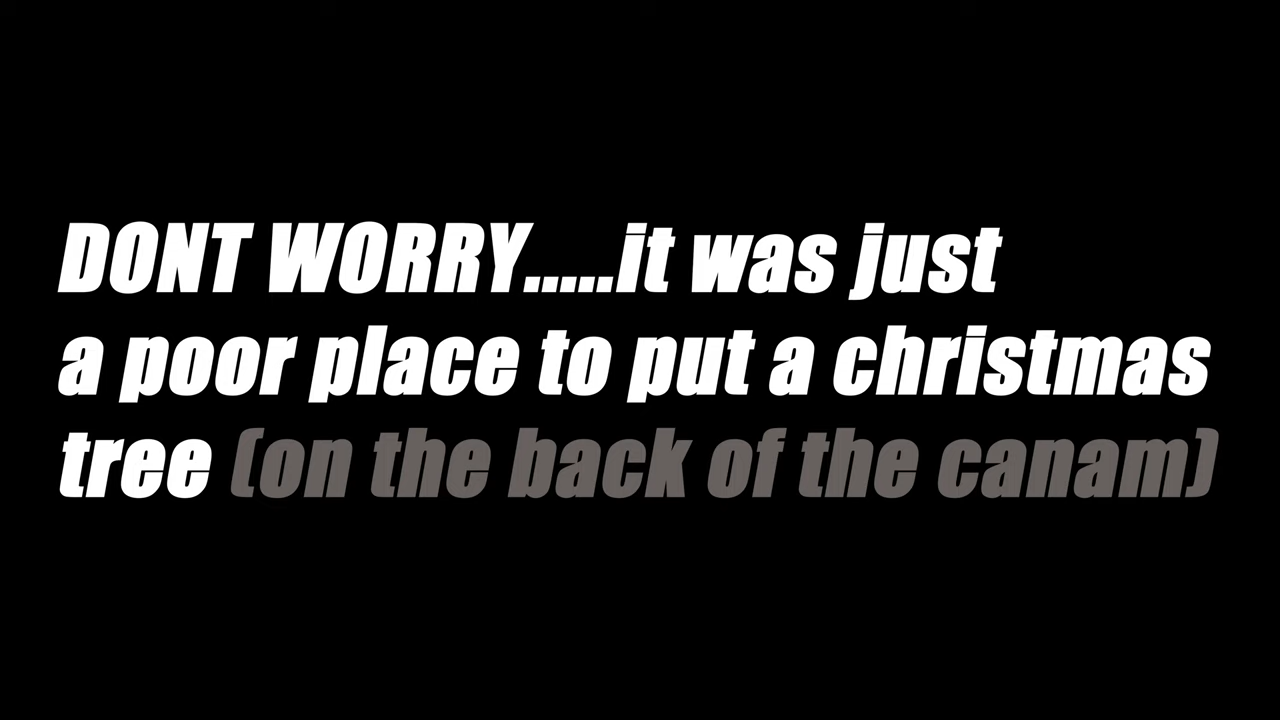 DONT WORRY.....it was just
a poor place to put a christmas
tree (on the back of the canam)